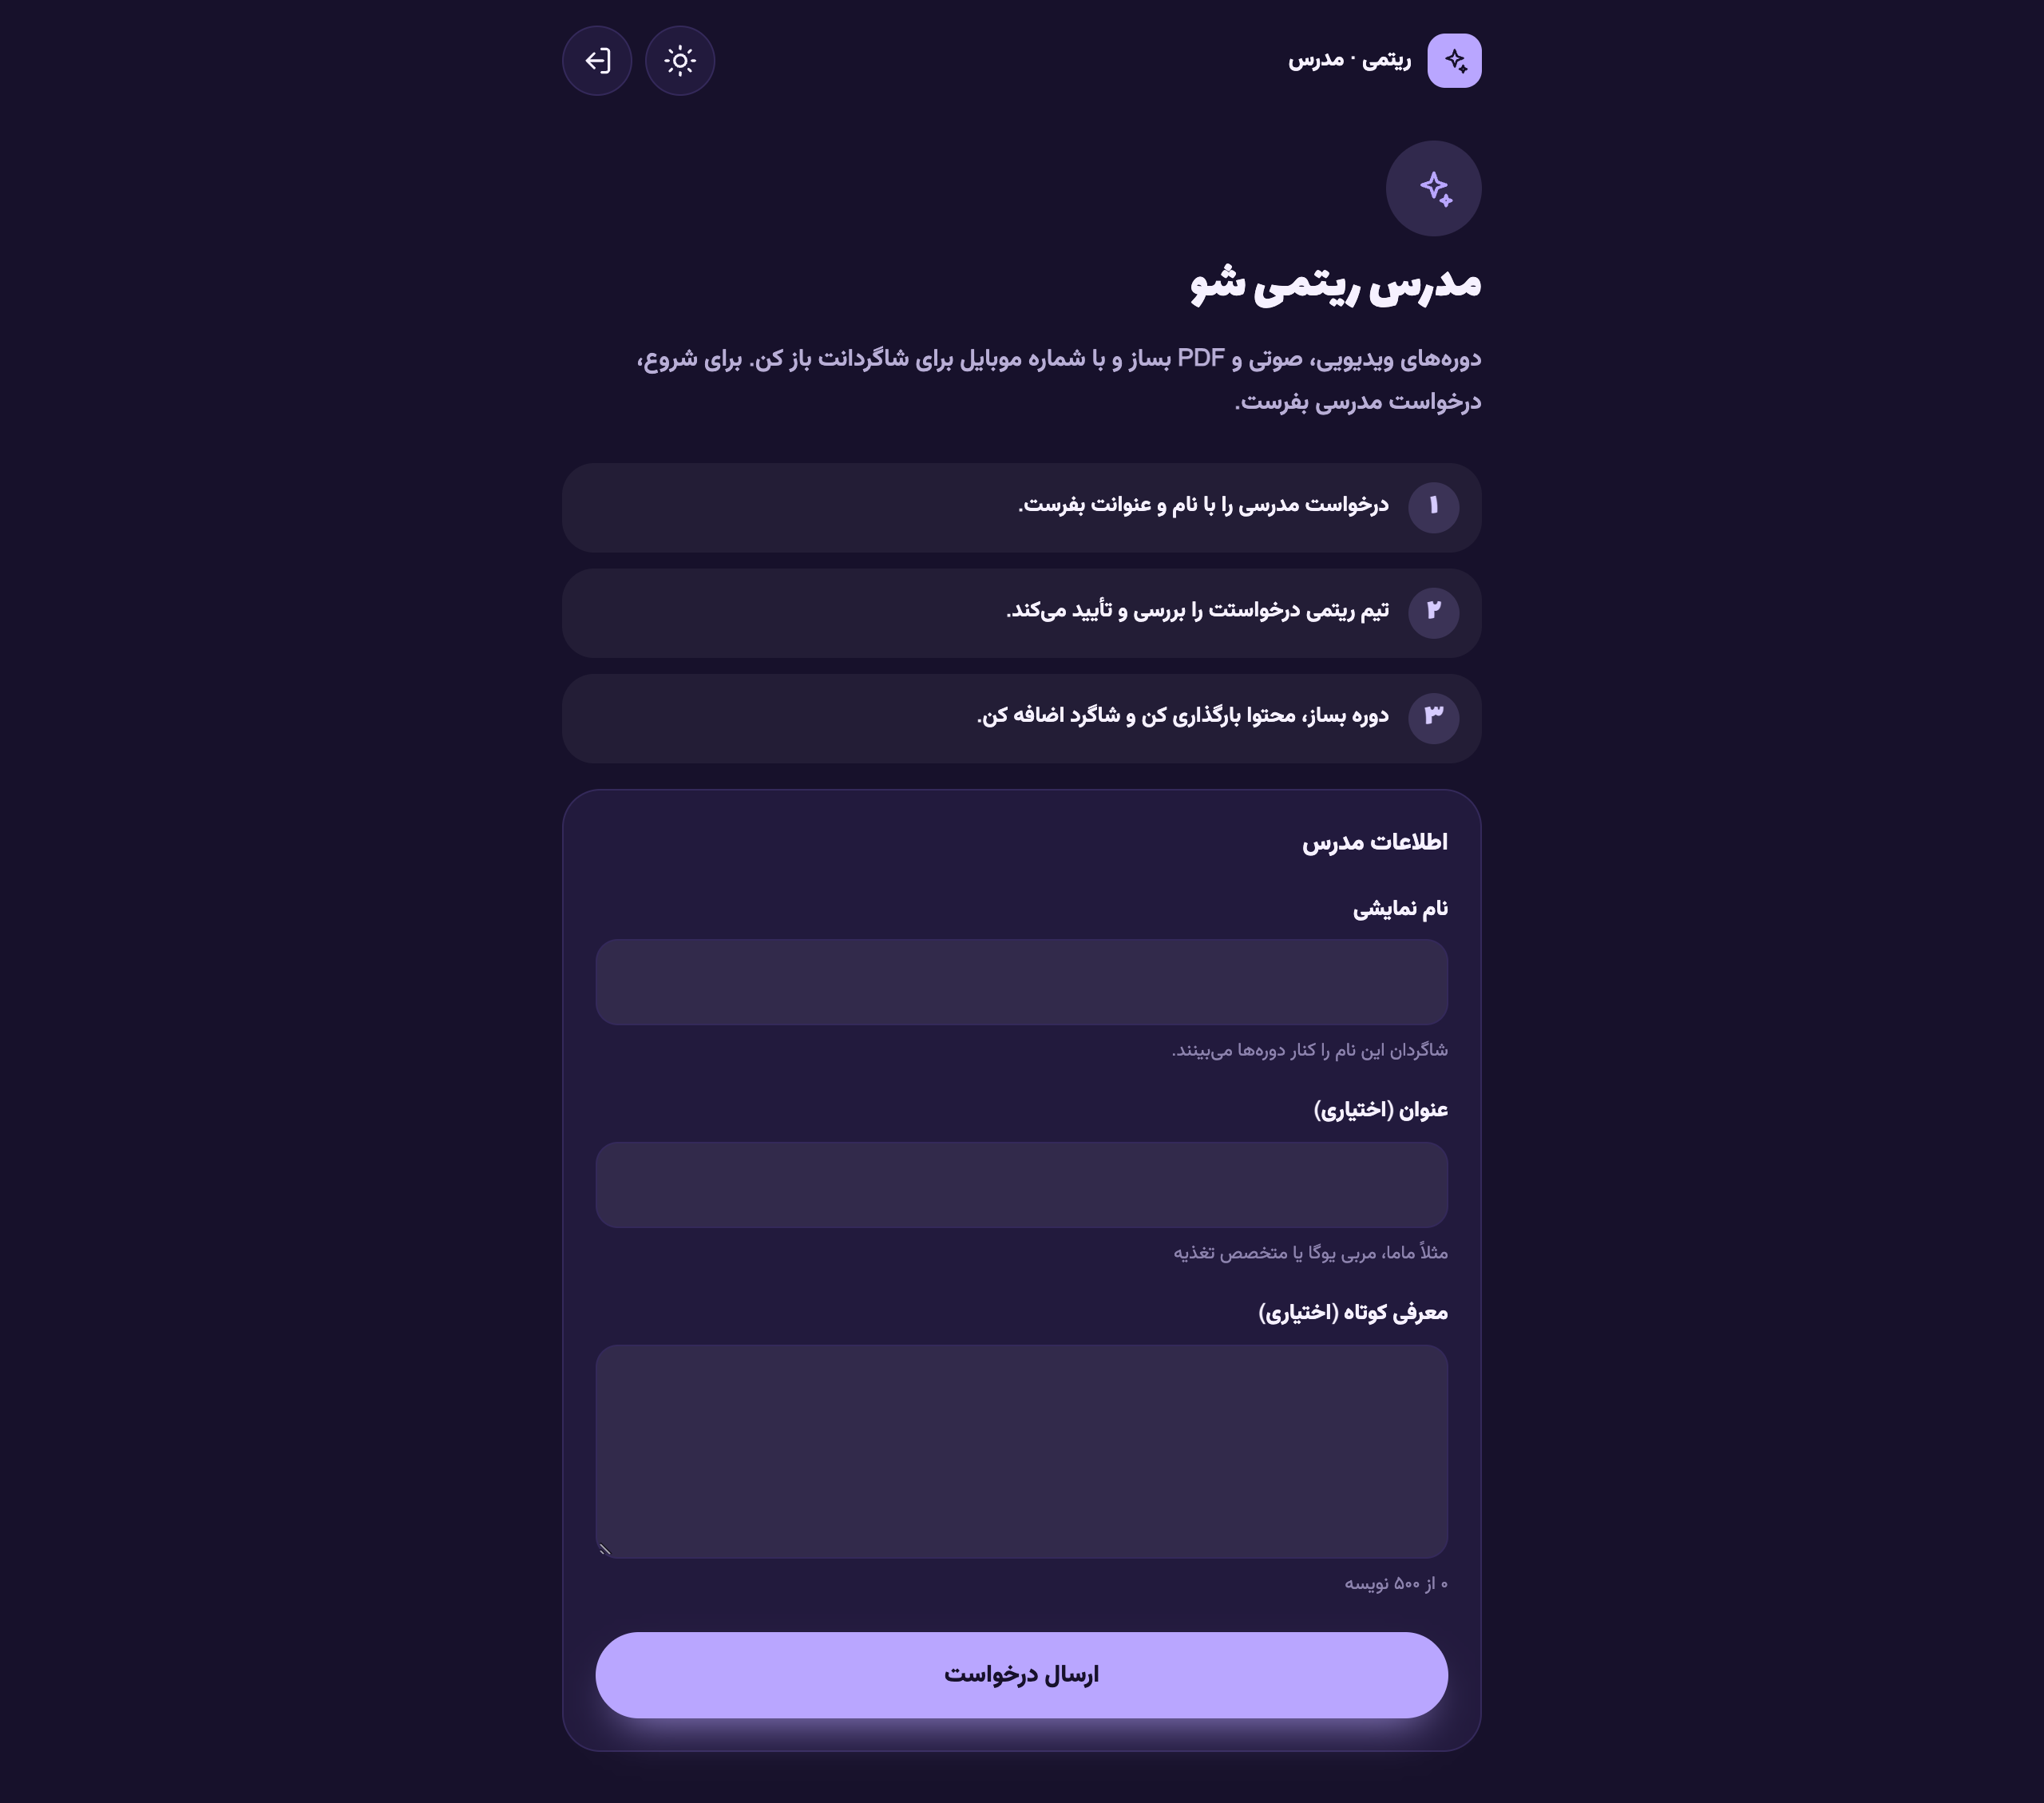 ریتمی · مدرس
مدرس ریتمی شو
دوره‌های ویدیویی، صوتی و PDF بساز و با شماره موبایل برای شاگردانت باز کن. برای شروع،
درخواست مدرسی بفرست.
۱ درخواست مدرسی را با نام و عنوانت بفرست.
۲ تیم ریتمی درخواستت را بررسی و تأیید می‌کند.
۳ دوره بساز، محتوا بارگذاری کن و شاگرد اضافه کن.
اطلاعات مدرس
نام نمایشی
شاگردان این نام را کنار دوره‌ها می‌بینند.
عنوان (اختیاری)
مثلاً ماما، مربی یوگا یا متخصص تغذیه
معرفی کوتاه (اختیاری)
۰ از ۵۰۰ نویسه
ارسال درخواست